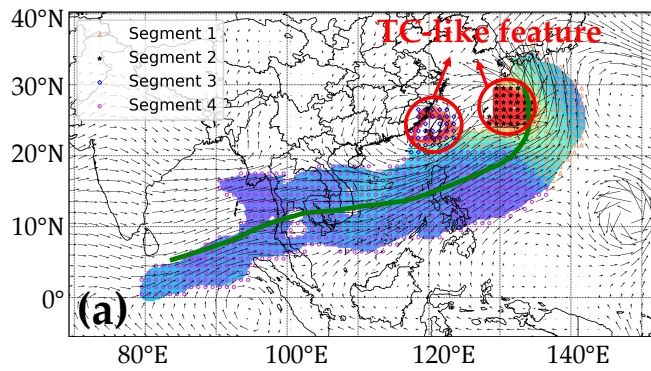 40°N
TC-like feature
Segment 1
Segment 2
Segment 3
Segment 4
30°N
20°N
10°N
0°
(a)
80°E
100°E
120°E
140°E